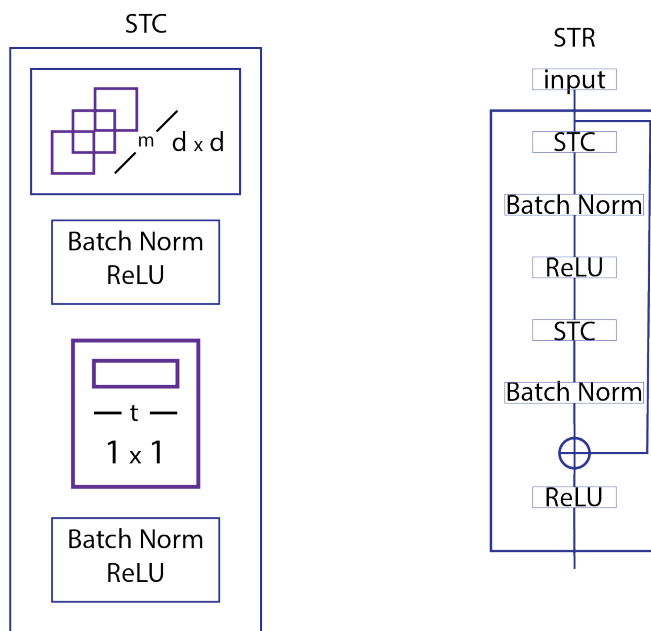 STC
m
d x d
Batch Norm
ReLU
t
1 x 1
Batch Norm
ReLU
STR
input
STC
Batch Norm
ReLU
STC
Batch Norm
ReLU